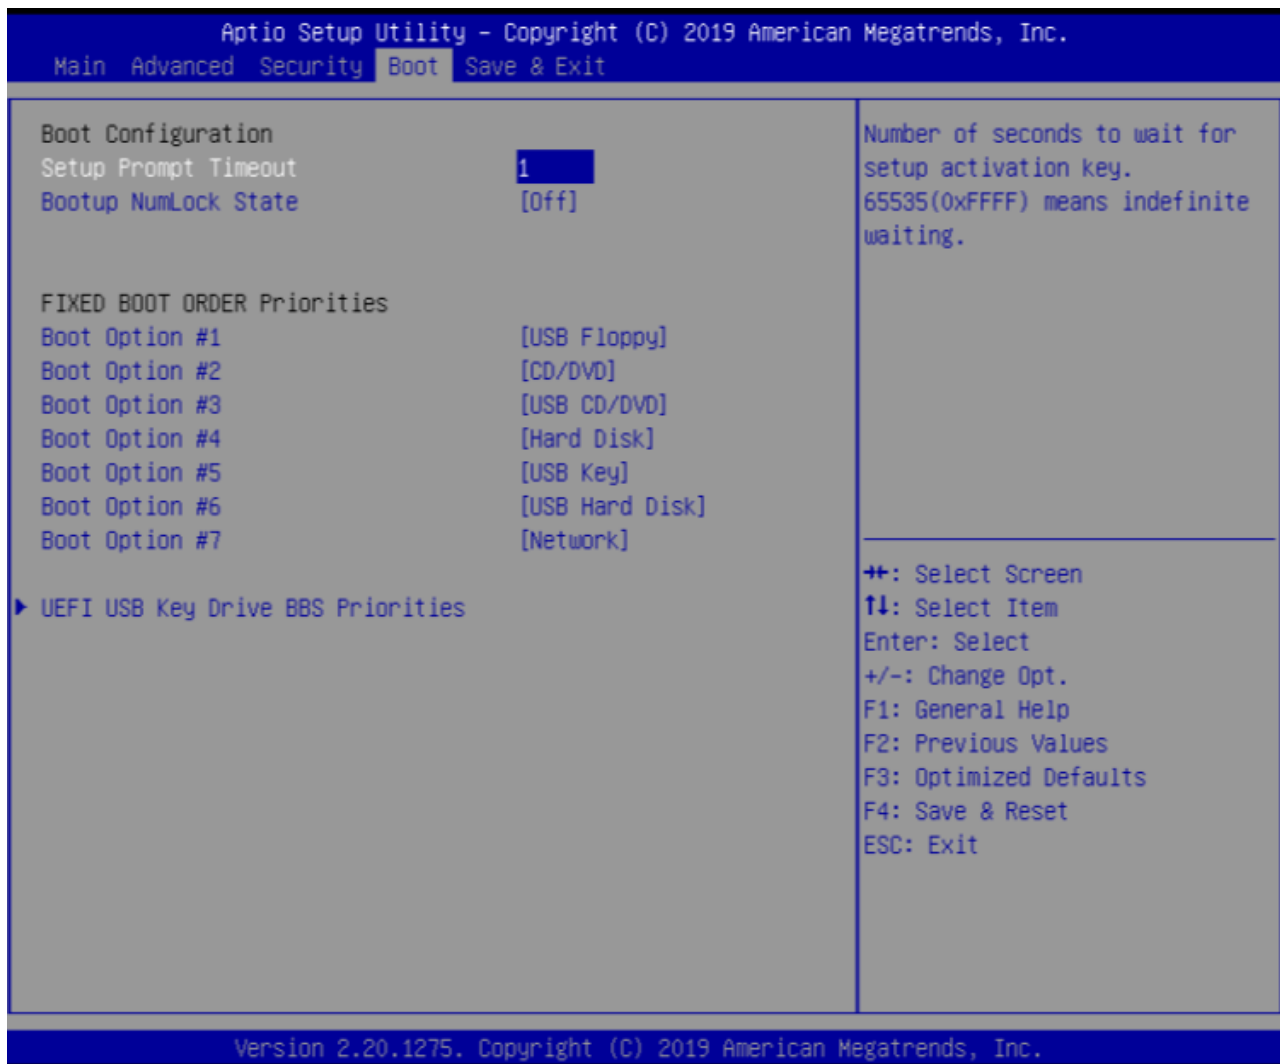 Aptio Setup Utility – Copyright (C) 2019 American Megatrends, Inc.
Main Advanced Security Boot Save & Exit
Boot Configuration
Setup Prompt Timeout 1
Bootup NumLock State [Off]
FIXED BOOT ORDER Priorities
Boot Option #1 [USB Floppy]
Boot Option #2 [CD/DVD]
Boot Option #3 [USB CD/DVD]
Boot Option #4 [Hard Disk]
Boot Option #5 [USB Key]
Boot Option #6 [USB Hard Disk]
Boot Option #7 [Network]
UEFI USB Key Drive BBS Priorities
Number of seconds to wait for
setup activation key.
65535(0xFFFF) means indefinite
waiting.
→←: Select Screen
↑↓: Select Item
Enter: Select
+/-: Change Opt.
F1: General Help
F2: Previous Values
F3: Optimized Defaults
F4: Save & Reset
ESC: Exit
Version 2.20.1275. Copyright (C) 2019 American Megatrends, Inc.